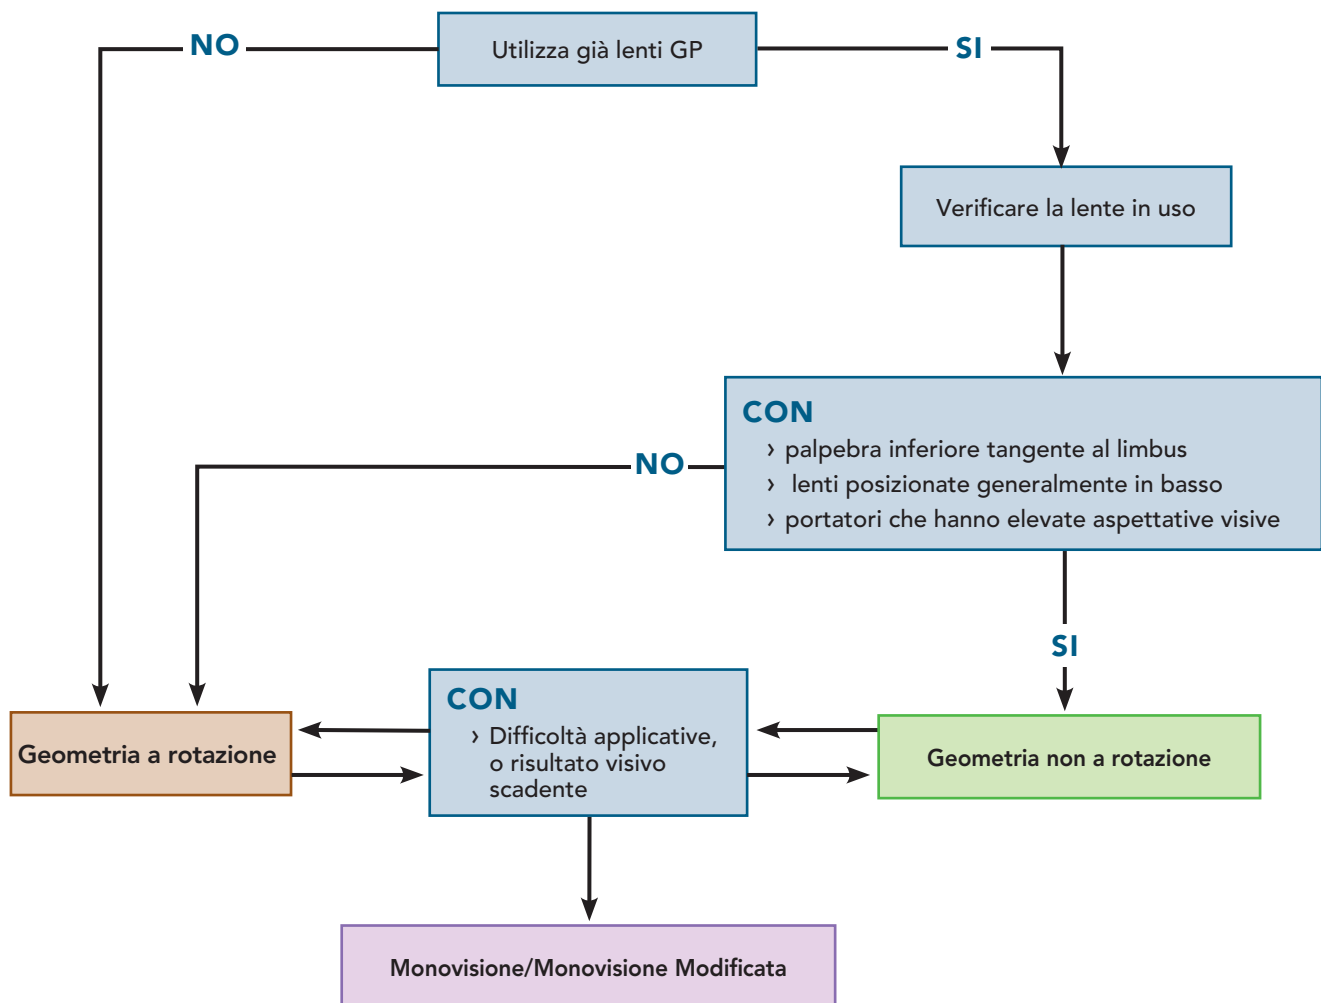 NO
Utilizza già lenti GP
SI
Verificare la lente in uso
CON
› palpebra inferiore tangente al limbus
› lenti posizionate generalmente in basso
› portatori che hanno elevate aspettative visive
NO
SI
Geometria a rotazione
CON
› Difficoltà applicative,
o risultato visivo
scadente
Geometria non a rotazione
Monovisione/Monovisione Modificata